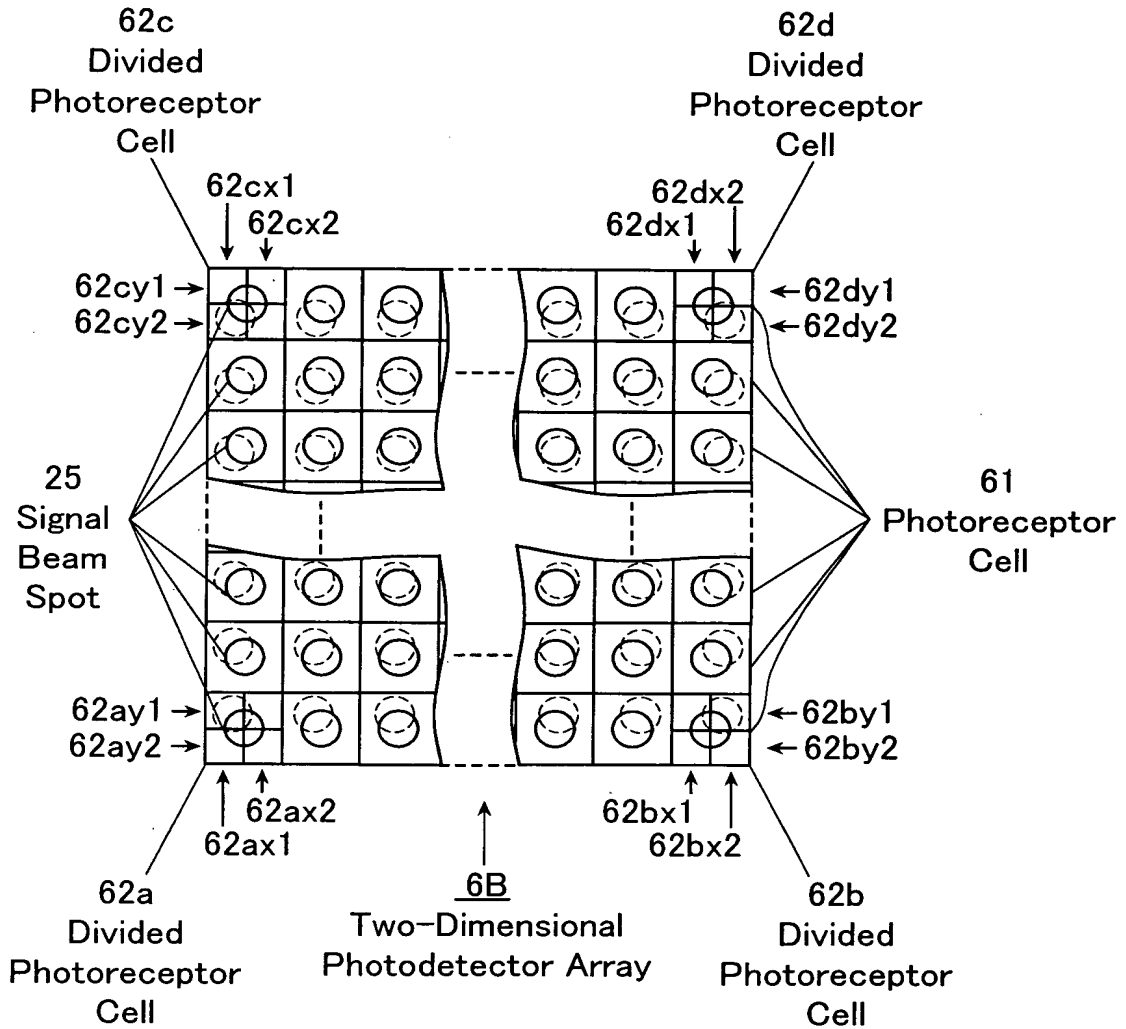 62c
Divided
Photoreceptor
Cell
62d
Divided
Photoreceptor
Cell
62cx1
62cx2
62dx2
62dx1
62cy1
62cy2
62dy1
62dy2
25
Signal
Beam
Spot
61
Photoreceptor
Cell
62ay1
62ay2
62by1
62by2
62ax2
62ax1
62bx1
62bx2
62a
Divided
Photoreceptor
Cell
6B
Two-Dimensional
Photodetector Array
62b
Divided
Photoreceptor
Cell